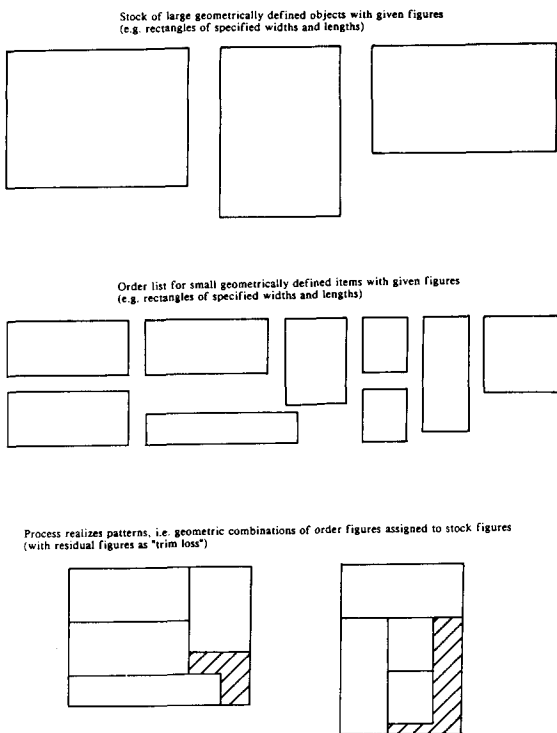 Stock of large geometrically defined objects with given figures
(e.g. rectangles of specified widths and lengths)
Order list for small geometrically defined items with given figures
(e.g. rectangles of specified widths and lengths)
Process realizes patterns, i.e. geometric combinations of order figures assigned to stock figures
(with residual figures as "trim loss")